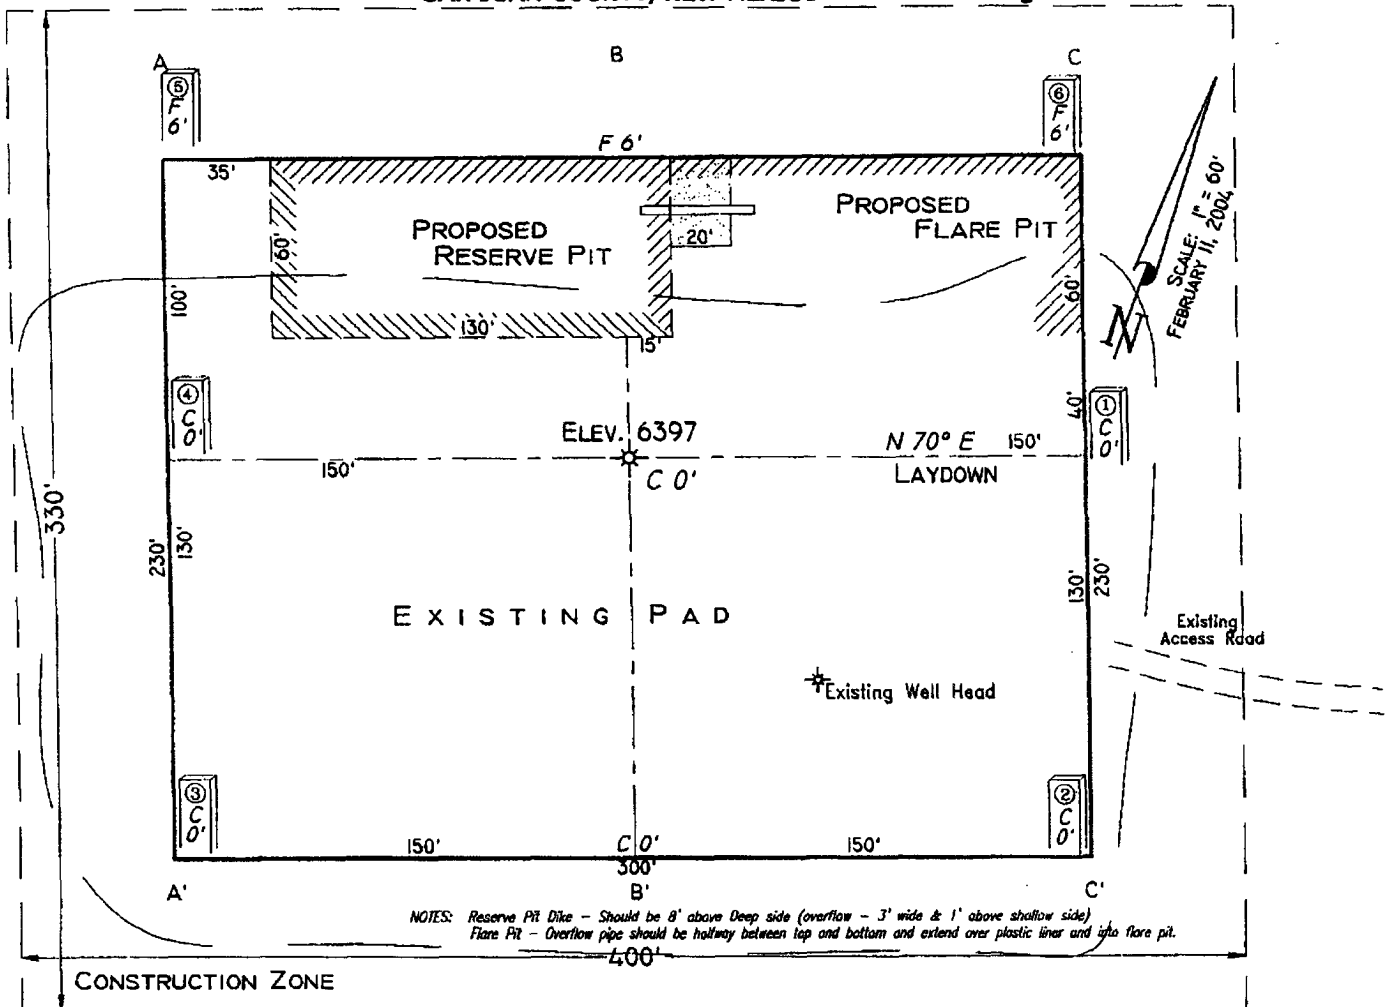 A
B
C
⑤
F
6'
⑥
F
6'
F 6'
35'
PROPOSED
RESERVE PIT
PROPOSED
FLARE PIT
60'
20'
SCALE: 1" = 60'
FEBRUARY 11, 2004
N
100'
60'
130'
15'
④
C
0'
40'
①
C
0'
ELEV. 6397
N 70° E
150'
150'
C 0'
LAYDOWN
330'
230'
130'
130'
230'
EXISTING PAD
Existing
Access Road
Existing Well Head
③
C
0'
②
C
0'
150'
C 0'
150'
300'
A'
B'
C'
NOTES: Reserve Pit Dike – Should be 8' above Deep side (overflow – 3' wide & 1' above shallow side)
Flare Pit – Overflow pipe should be halfway between top and bottom and extend over plastic liner and into flare pit.
400'
CONSTRUCTION ZONE